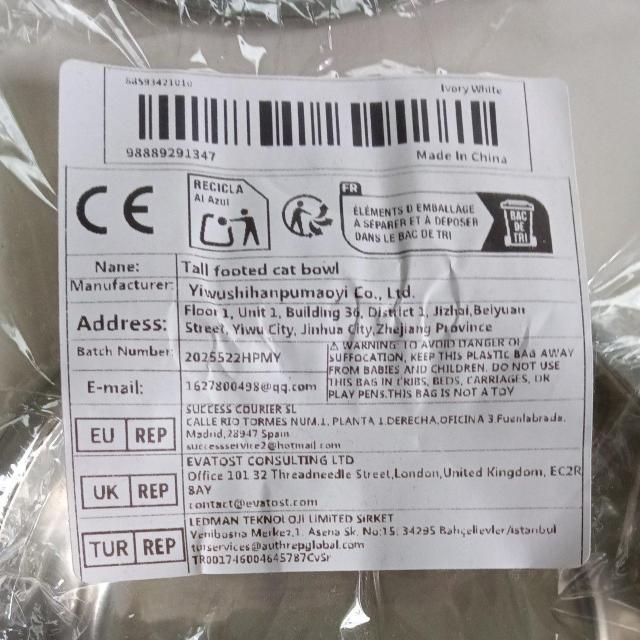 Ivory White
98889291347
Made In China
CE
RECICLA
Al Azul
FR
ÉLÉMENTS D'EMBALLAGE
À SÉPARER ET À DÉPOSER
DANS LE BAC DE TRI
BAC
DE
TRI
Name: Tall footed cat bowl
Manufacturer: Yiwushihanpumaoyi Co., Ltd.
Address: Floor 1, Unit 1, Building 36, District 1, Jizhai,Beiyuan
Street,Yiwu City, Jinhua City,Zhejiang Province
Batch Number: 2025522HPMY
⚠ WARNING TO AVOID DANGER OF
SUFFOCATION, KEEP THIS PLASTIC BAG AWAY
FROM BABIES AND CHILDREN. DO NOT USE
THIS BAG IN CRIBS, BEDS, CARRIAGES, OR
PLAY PENS.THIS BAG IS NOT A TOY
E-mail: 1627800498@qq.com
EU REP
SUCCESS COURIER SL
CALLE RIO TORMES NUM.1, PLANTA 1,DERECHA,OFICINA 3,Fuenlabrada,
Madrid,28947 Spain
successservice2@hotmail.com
UK REP
EVATOST CONSULTING LTD
Office 101 32 Threadneedle Street,London,United Kingdom, EC2R
8AY
contact@evatost.com
TUR REP
LEDMAN TEKNOLOJI LIMITED SIRKET
Yenibosna Merkez,1. Asena Sk. No:15, 34295 Bahçelievler/istanbul
turservices@authrepglobal.com